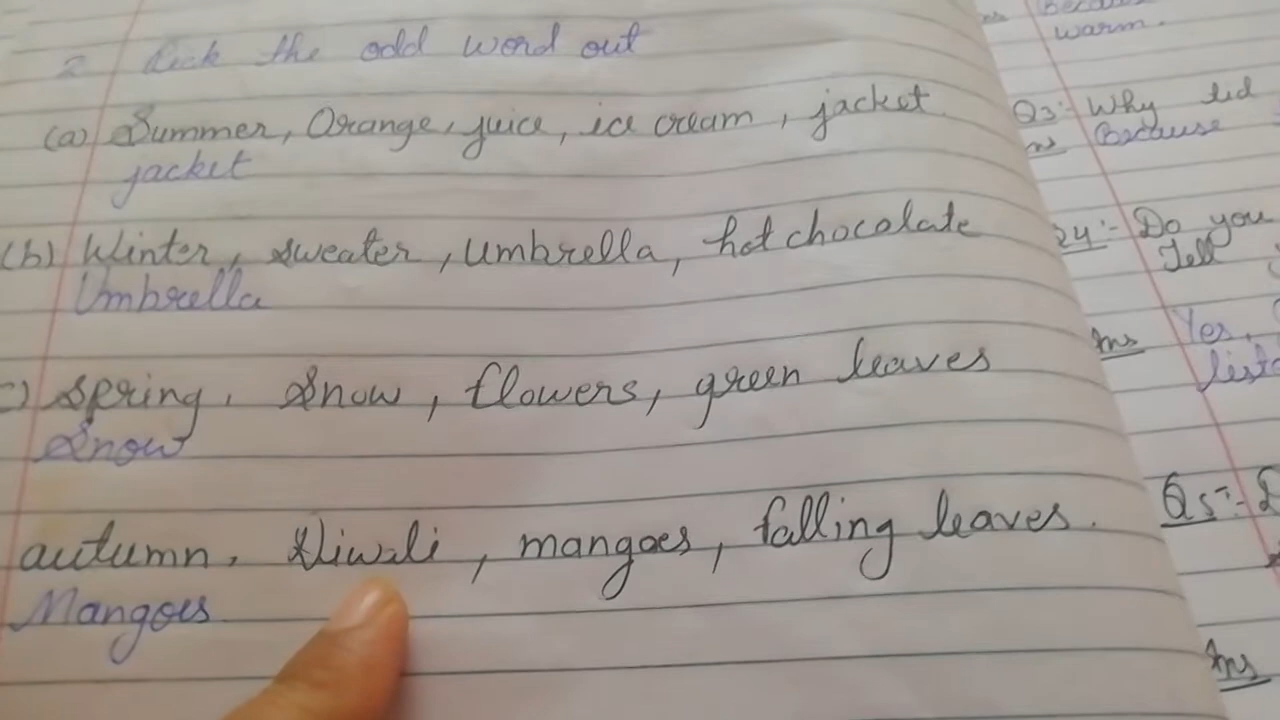 2 Pick the odd word out
(a) Summer, Orange, juice, ice cream, jacket
jacket
(b) Winter, sweater, Umbrella, hot chocolate
Umbrella
c) Spring, Snow, flowers, green leaves
Snow
autumn, Diwali, mangoes, falling leaves.
Mangoes
warm.
Q3:- Why did
Ans Because
Q4:- Do you
Tell
Ans Yes,
Q5:-
Ans